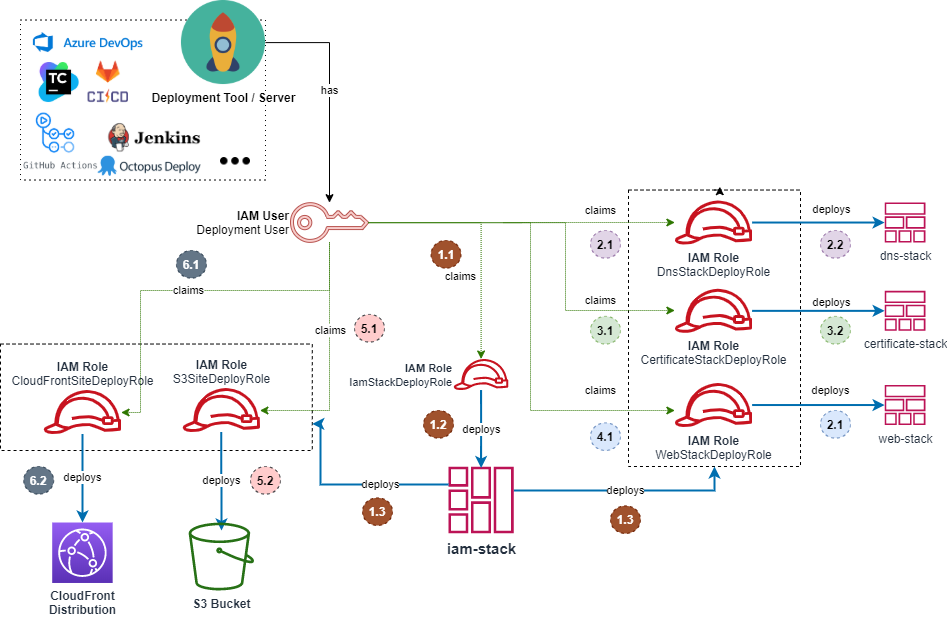 Azure DevOps
TC
CI/CD
Deployment Tool / Server
Jenkins
GitHub Actions
Octopus Deploy
has
IAM User
Deployment User
6.1
claims
1.1
claims
claims
5.1
claims
2.1
IAM Role
DnsStackDeployRole
deploys
2.2
dns-stack
claims
3.1
IAM Role
CertificateStackDeployRole
deploys
3.2
certificate-stack
claims
4.1
IAM Role
WebStackDeployRole
deploys
2.1
web-stack
IAM Role
CloudFrontSiteDeployRole
IAM Role
S3SiteDeployRole
IAM Role
IamStackDeployRole
1.2
deploys
6.2
deploys
deploys
5.2
deploys
1.3
deploys
1.3
iam-stack
CloudFront
Distribution
S3 Bucket